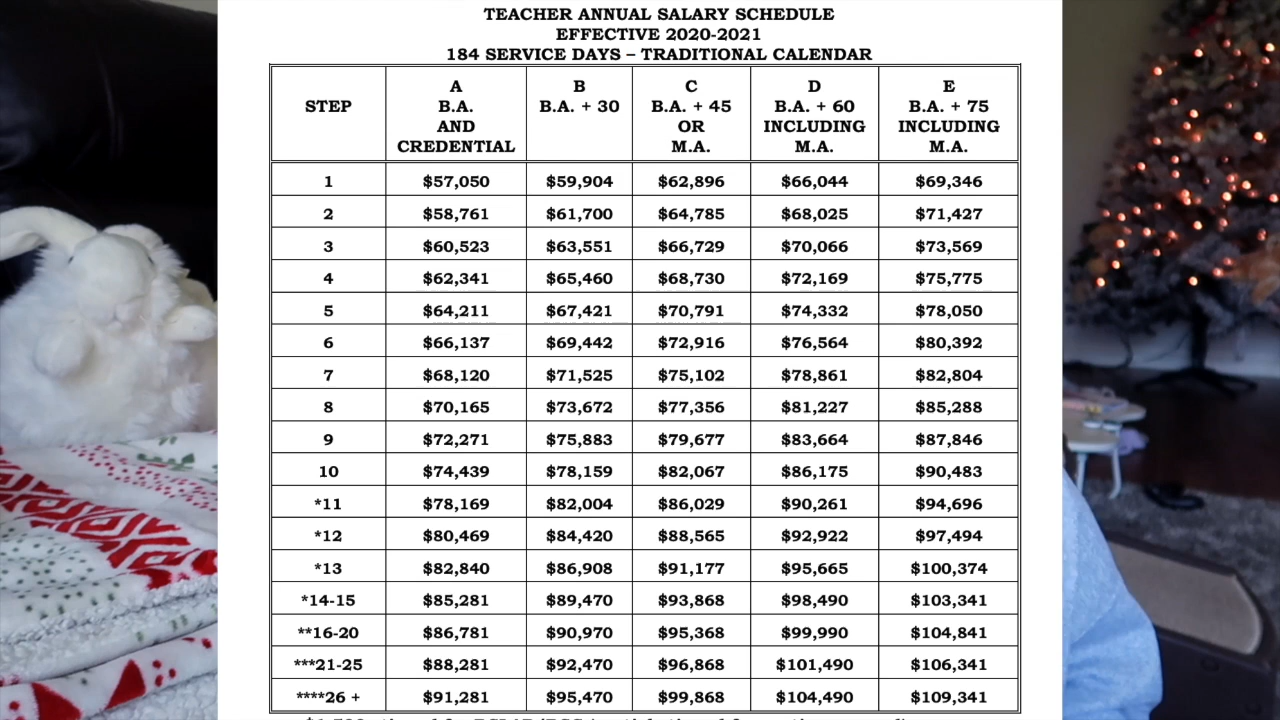 TEACHER ANNUAL SALARY SCHEDULE
EFFECTIVE 2020-2021
184 SERVICE DAYS – TRADITIONAL CALENDAR
STEP A B.A. AND CREDENTIAL B B.A. + 30 C B.A. + 45 OR M.A. D B.A. + 60 INCLUDING M.A. E B.A. + 75 INCLUDING M.A.
1 $57,050 $59,904 $62,896 $66,044 $69,346
2 $58,761 $61,700 $64,785 $68,025 $71,427
3 $60,523 $63,551 $66,729 $70,066 $73,569
4 $62,341 $65,460 $68,730 $72,169 $75,775
5 $64,211 $67,421 $70,791 $74,332 $78,050
6 $66,137 $69,442 $72,916 $76,564 $80,392
7 $68,120 $71,525 $75,102 $78,861 $82,804
8 $70,165 $73,672 $77,356 $81,227 $85,288
9 $72,271 $75,883 $79,677 $83,664 $87,846
10 $74,439 $78,159 $82,067 $86,175 $90,483
*11 $78,169 $82,004 $86,029 $90,261 $94,696
*12 $80,469 $84,420 $88,565 $92,922 $97,494
*13 $82,840 $86,908 $91,177 $95,665 $100,374
*14-15 $85,281 $89,470 $93,868 $98,490 $103,341
**16-20 $86,781 $90,970 $95,368 $99,990 $104,841
***21-25 $88,281 $92,470 $96,868 $101,490 $106,341
****26 + $91,281 $95,470 $99,868 $104,490 $109,341